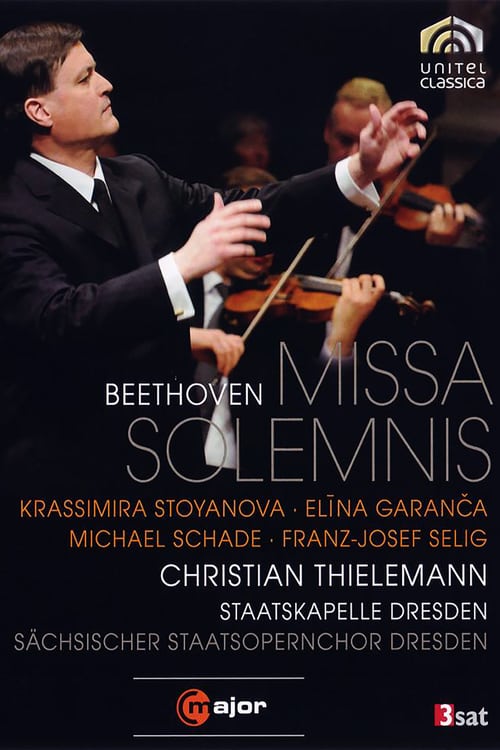 UNITEL
CLASSICA
BEETHOVEN MISSA
SOLEMNIS
KRASSIMIRA STOYANOVA · ELĪNA GARANČA
MICHAEL SCHADE · FRANZ-JOSEF SELIG
CHRISTIAN THIELEMANN
STAATSKAPELLE DRESDEN
SÄCHSISCHER STAATSOPERNCHOR DRESDEN
C major
3sat